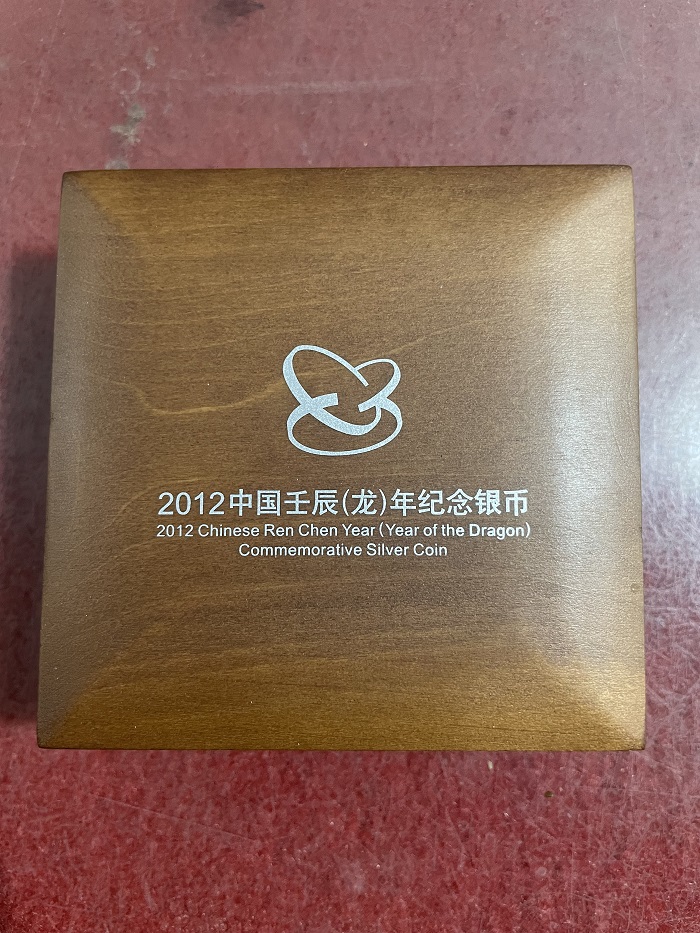 2012中国壬辰(龙)年纪念银币
2012 Chinese Ren Chen Year (Year of the Dragon)
Commemorative Silver Coin